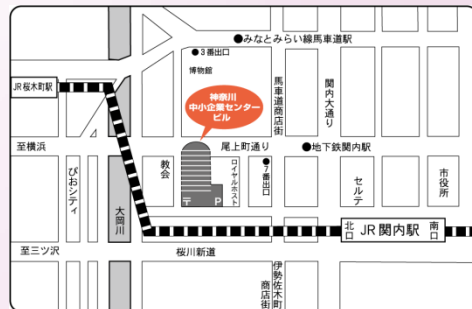 ●みなとみらい線馬車道駅
●3番出口
博物館
JR桜木町駅
神奈川
中小企業センター
ビル
馬車道商店街
関内大通り
至横浜
尾上町通り
●地下鉄関内駅
ぴおシティ
大岡川
教会
〒
P
ロイヤルホスト
●7番出口
セルテ
市役所
北口
JR関内駅
南口
至三ツ沢
桜川新道
伊勢佐木町
商店街